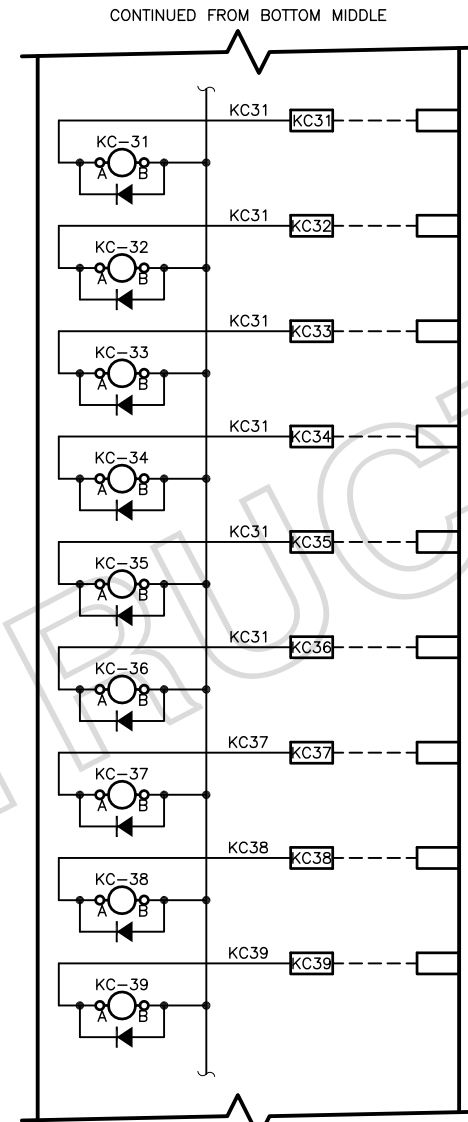 CONTINUED FROM BOTTOM MIDDLE
KC31 KC31
KC-31
A B
KC31 KC32
KC-32
A B
KC31 KC33
KC-33
A B
KC31 KC34
KC-34
A B
KC31 KC35
KC-35
A B
KC31 KC36
KC-36
A B
KC37 KC37
KC-37
A B
KC38 KC38
KC-38
A B
KC39 KC39
KC-39
A B
TRUCT